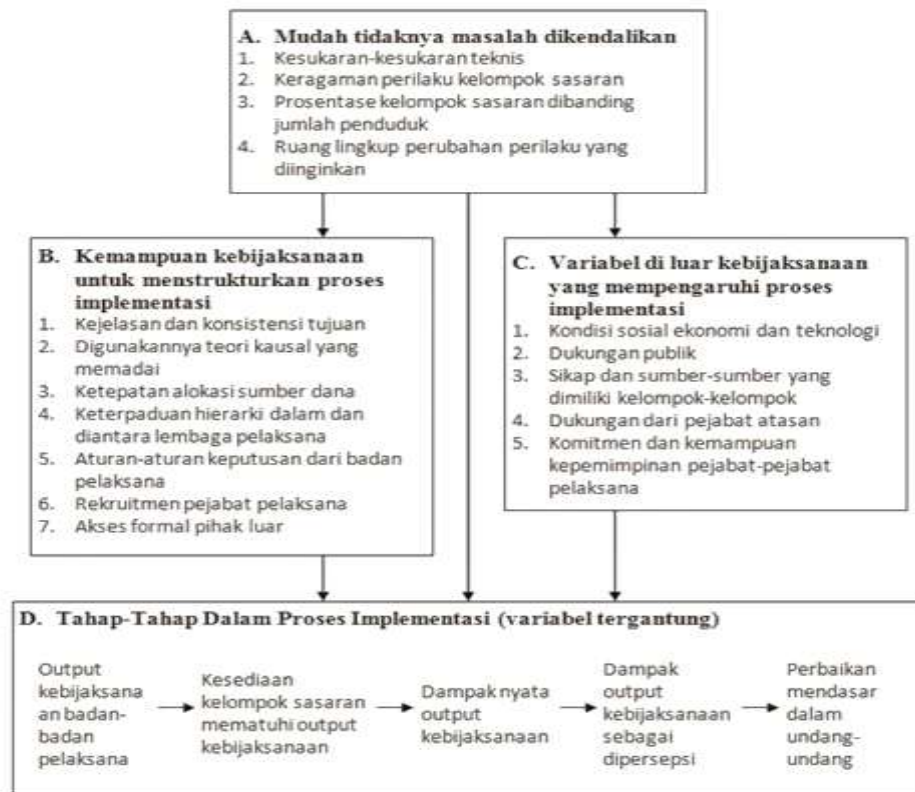 A. Mudah tidaknya masalah dikendalikan
1. Kesukaran-kesukaran teknis
2. Keragaman perilaku kelompok sasaran
3. Prosentase kelompok sasaran dibanding
jumlah penduduk
4. Ruang lingkup perubahan perilaku yang
diinginkan
B. Kemampuan kebijaksanaan
untuk menstrukturkan proses
implementasi
1. Kejelasan dan konsistensi tujuan
2. Digunakannya teori kausal yang
memadai
3. Ketepatan alokasi sumber dana
4. Keterpaduan hierarki dalam dan
diantara lembaga pelaksana
5. Aturan-aturan keputusan dari badan
pelaksana
6. Rekruitmen pejabat pelaksana
7. Akses formal pihak luar
C. Variabel di luar kebijaksanaan
yang mempengaruhi proses
implementasi
1. Kondisi sosial ekonomi dan teknologi
2. Dukungan publik
3. Sikap dan sumber-sumber yang
dimiliki kelompok-kelompok
4. Dukungan dari pejabat atasan
5. Komitmen dan kemampuan
kepemimpinan pejabat-pejabat
pelaksana
D. Tahap-Tahap Dalam Proses Implementasi (variabel tergantung)
Output
kebijaksana
an badan-
badan
pelaksana
Kesediaan
kelompok sasaran
mematuhi output
kebijaksanaan
Dampak nyata
output
kebijaksanaan
Dampak
output
kebijaksanaan
sebagai
dipersepsi
Perbaikan
mendasar
dalam
undang-
undang